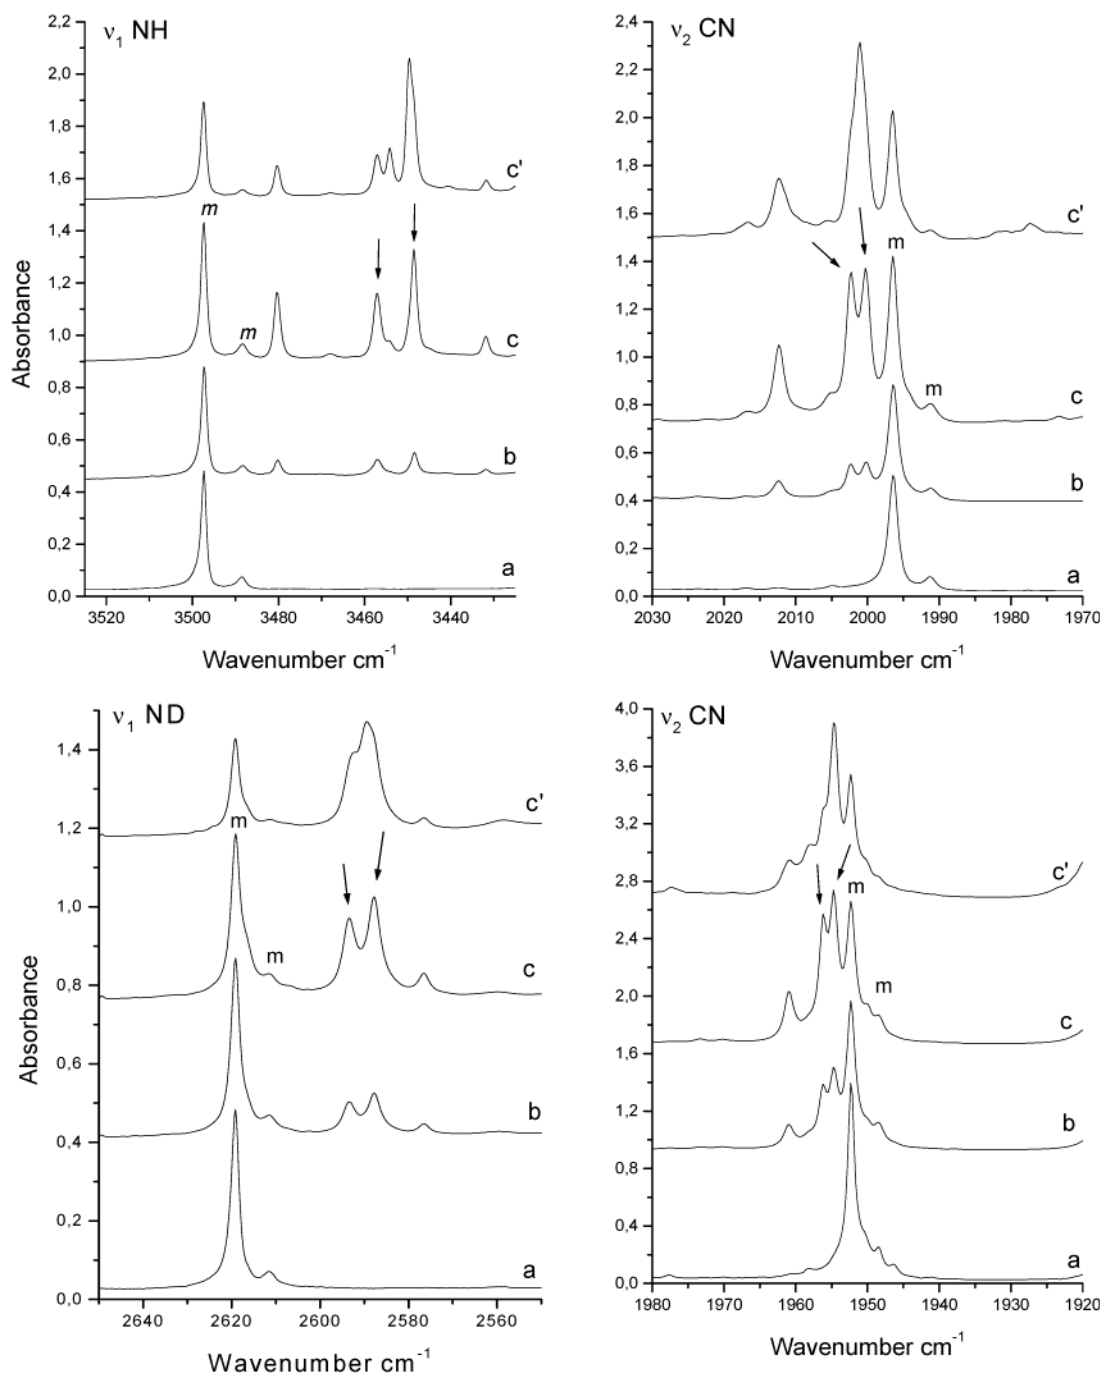 ν₁ NH
2,2
2,0
1,8
1,6
1,4
1,2
1,0
0,8
0,6
0,4
0,2
0,0
Absorbance
c'
m
m
c
b
a
3520 3500 3480 3460 3440
Wavenumber cm⁻¹
ν₂ CN
2,4
2,2
2,0
1,8
1,6
1,4
1,2
1,0
0,8
0,6
0,4
0,2
0,0
c'
m
m
c
b
a
2030 2020 2010 2000 1990 1980 1970
Wavenumber cm⁻¹
ν₁ ND
1,4
1,2
1,0
0,8
0,6
0,4
0,2
0,0
Absorbance
c'
m
m
c
b
a
2640 2620 2600 2580 2560
Wavenumber cm⁻¹
ν₂ CN
4,0
3,6
3,2
2,8
2,4
2,0
1,6
1,2
0,8
0,4
0,0
c'
m
m
c
b
a
1980 1970 1960 1950 1940 1930 1920
Wavenumber cm⁻¹